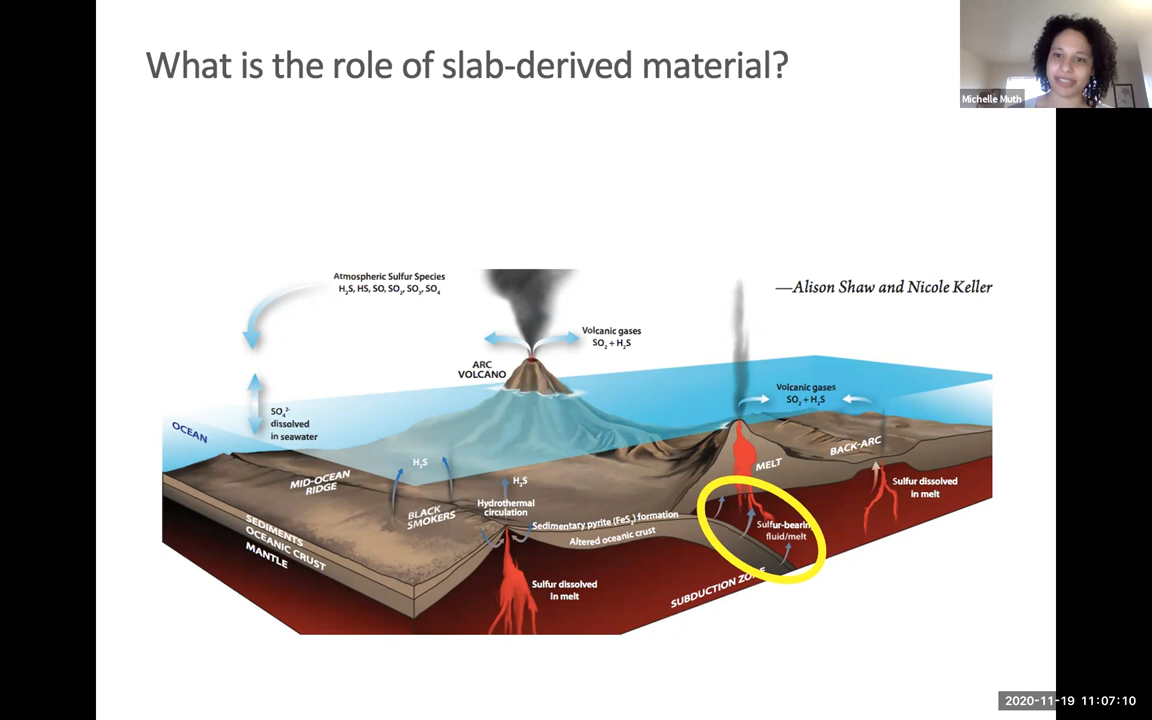 What is the role of slab-derived material?
Michelle Muth
Atmospheric Sulfur Species
H₂S, HS, SO, SO₂, SO₃, SO₄
—Alison Shaw and Nicole Keller
Volcanic gases
SO₂ + H₂S
ARC
VOLCANO
Volcanic gases
SO₂ + H₂S
SO₄²⁻
dissolved
in seawater
OCEAN
BACK-ARC
MELT
H₂S
MID-OCEAN
RIDGE
H₂S
Sulfur dissolved
in melt
Hydrothermal
circulation
BLACK
SMOKERS
Sedimentary pyrite (FeS₂) formation
Altered oceanic crust
Sulfur-bearin
fluid/melt
SEDIMENTS
OCEANIC CRUST
MANTLE
Sulfur dissolved
in melt
SUBDUCTION ZONE
2020-11-19 11:07:10